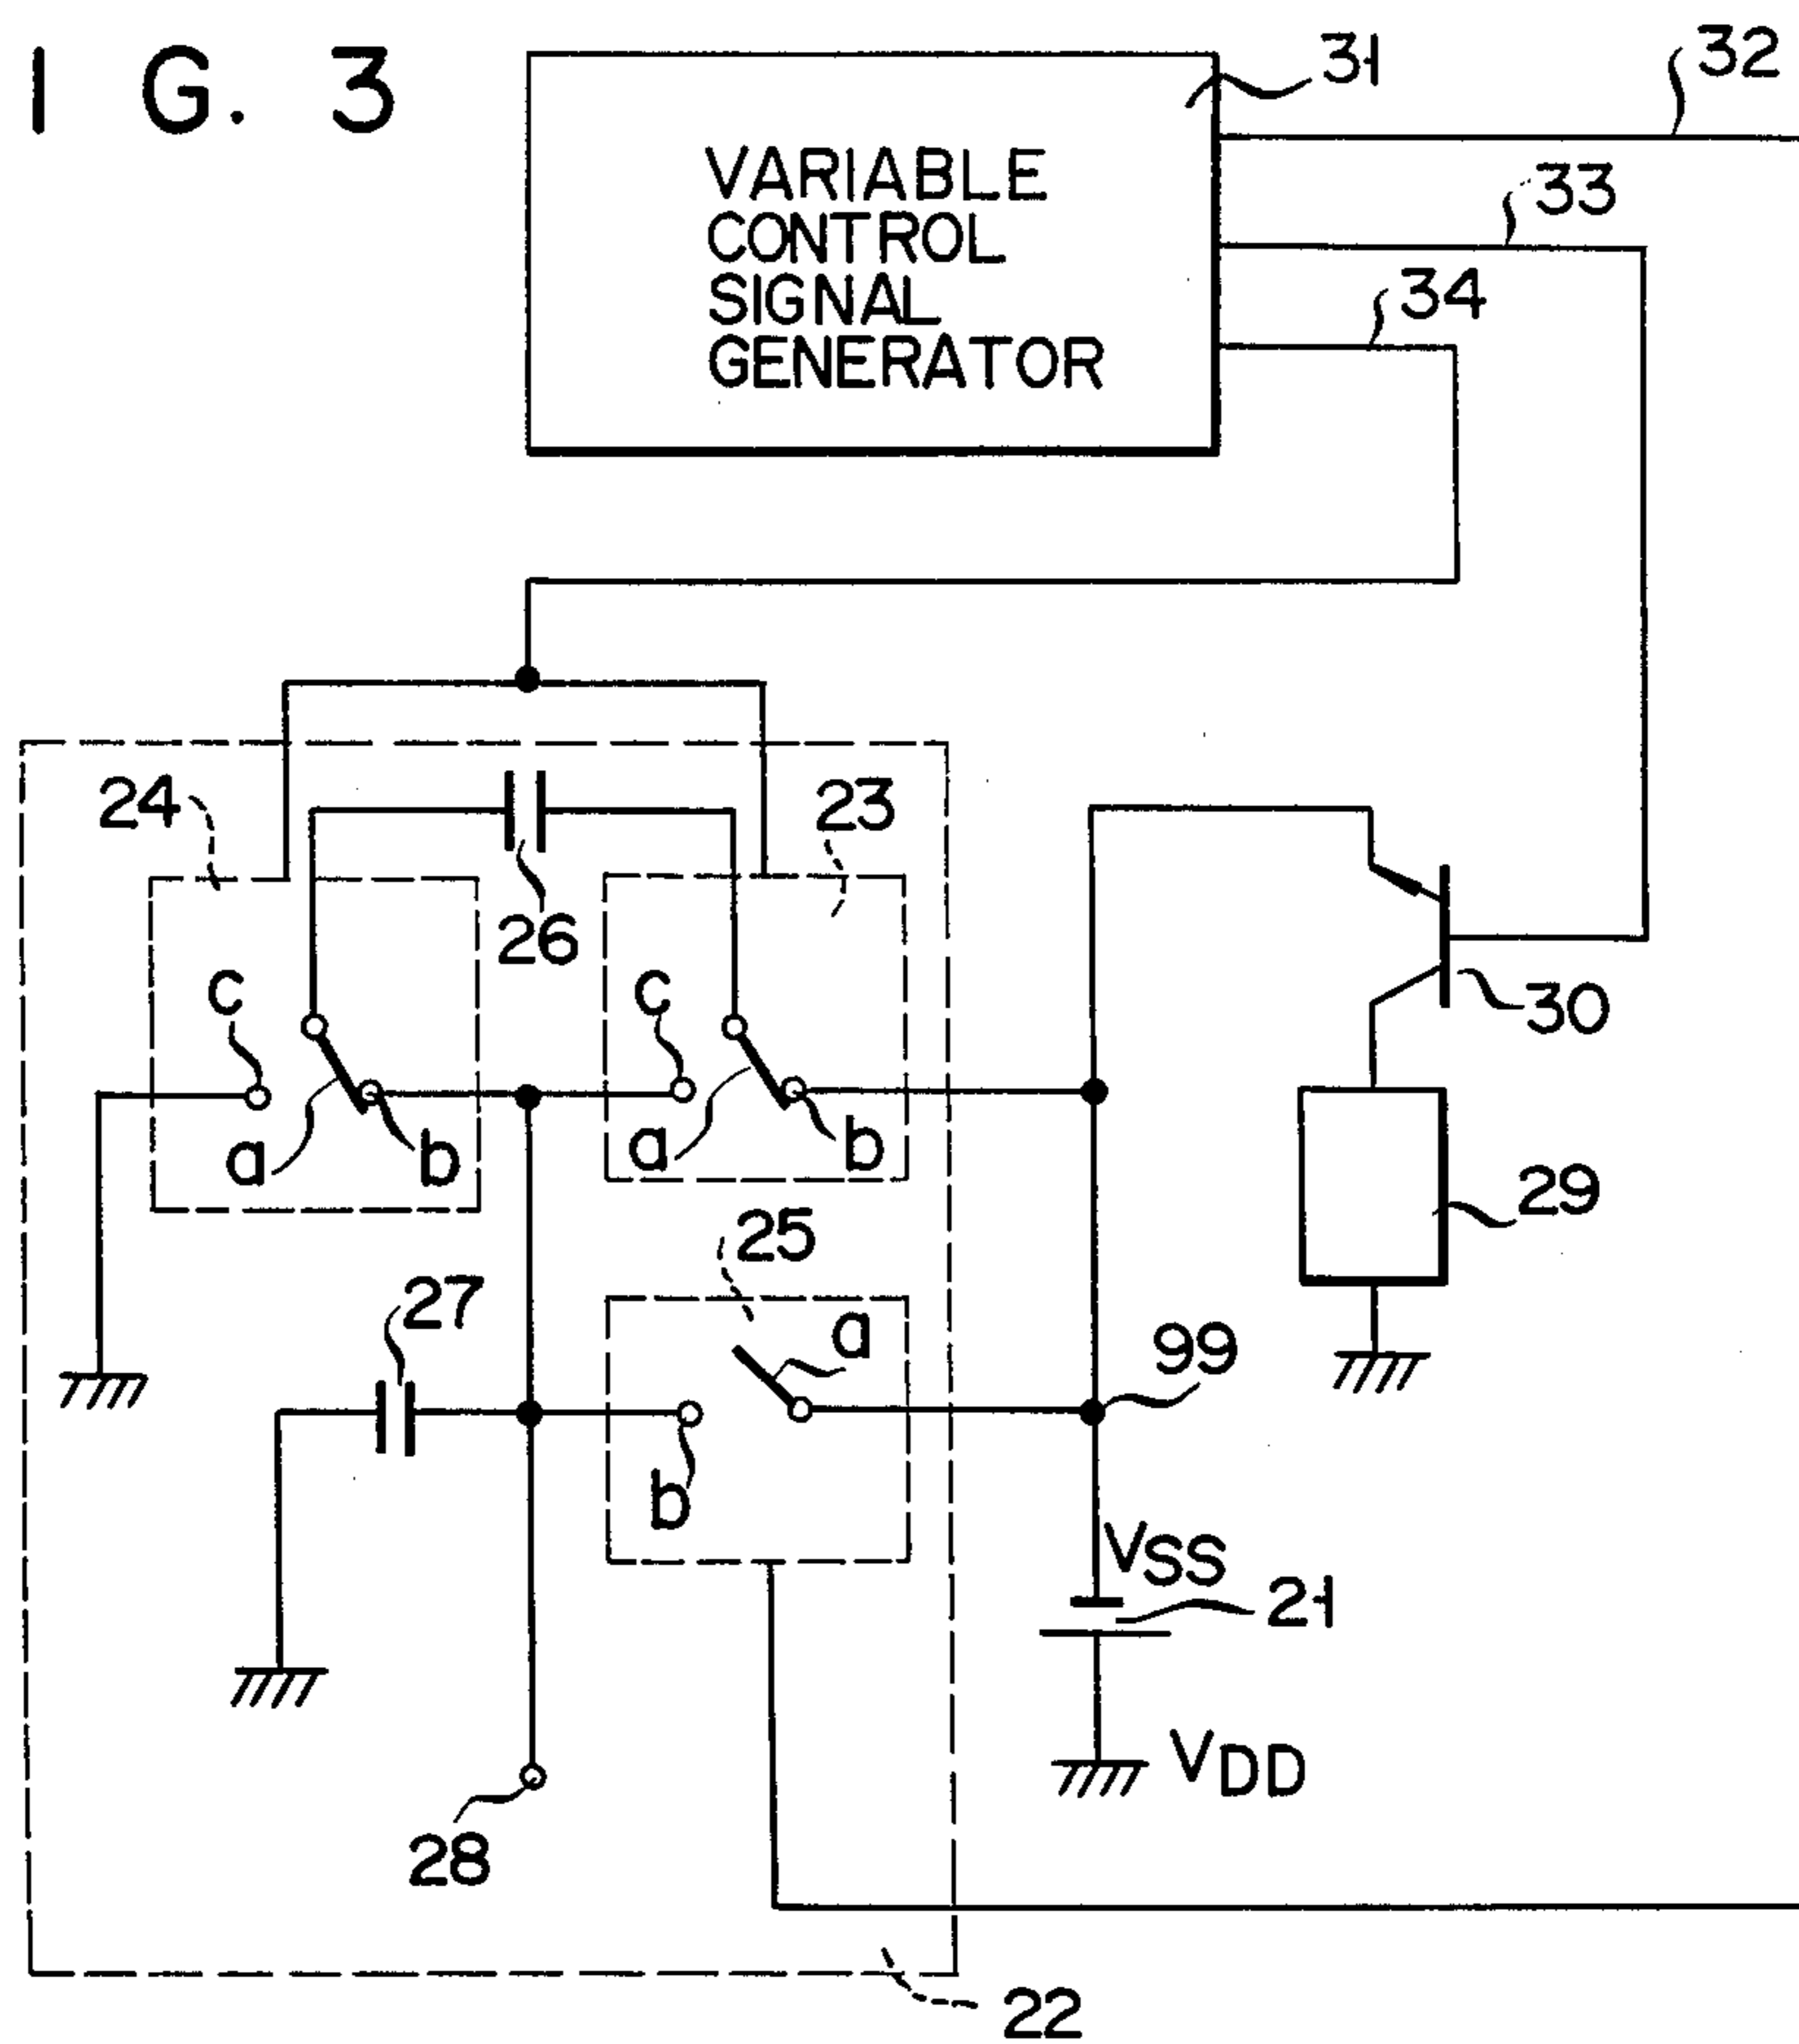 I G. 3
31
32
VARIABLE
CONTROL
SIGNAL
GENERATOR
33
34
24
23
26
c
c
30
a
b
a
b
29
25
27
a
99
b
VSS
21
VDD
28
22